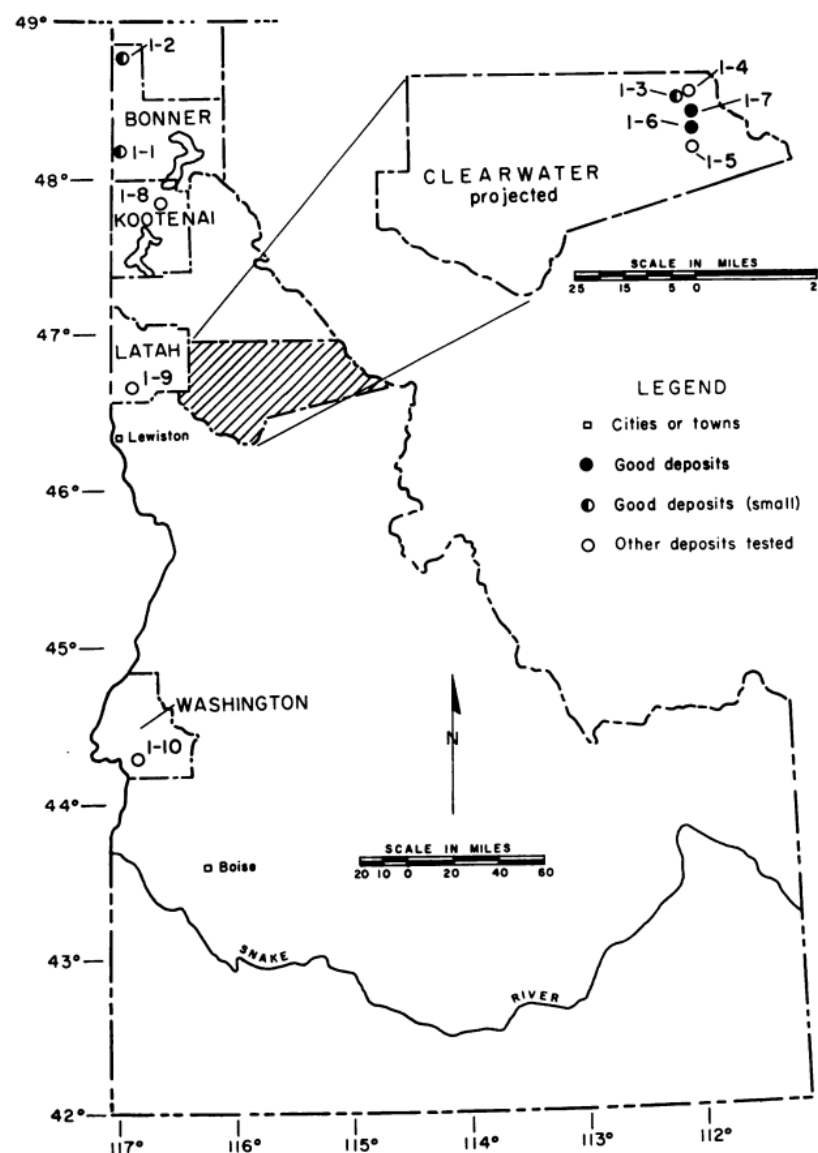 49°
1-2
BONNER
1-1
48°
1-8
KOOTENAI
47°
LATAH
1-9
Lewiston
46°
45°
WASHINGTON
1-10
44°
Boise
43°
42°
117°
116°
115°
114°
113°
112°
SNAKE
RIVER
N
SCALE IN MILES
20 10 0 20 40 60
1-4
1-3
1-7
1-6
1-5
CLEARWATER
projected
SCALE IN MILES
25 15 5 0 2
LEGEND
Cities or towns
Good deposits
Good deposits (small)
Other deposits tested